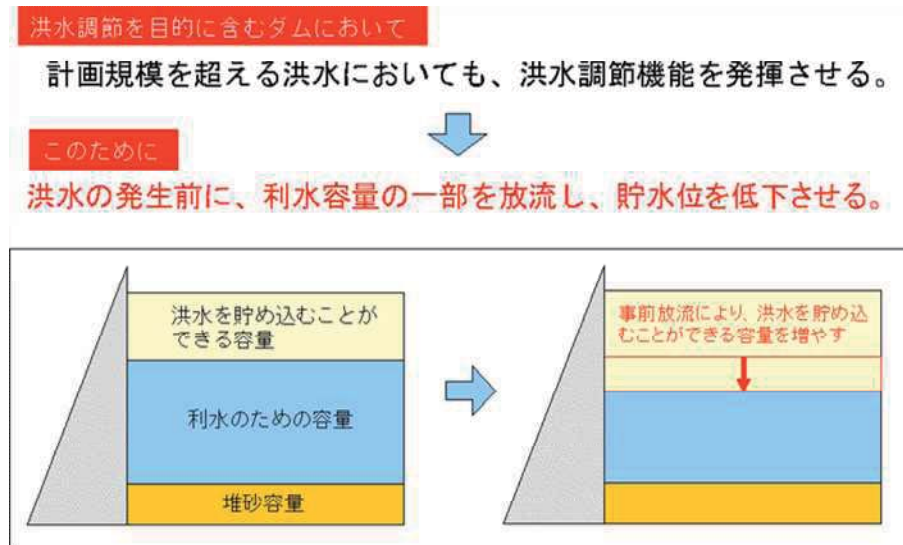 洪水調節を目的に含むダムにおいて
計画規模を超える洪水においても、洪水調節機能を発揮させる。
このために
洪水の発生前に、利水容量の一部を放流し、貯水位を低下させる。
洪水を貯め込むことが
できる容量
利水のための容量
堆砂容量
事前放流により、洪水を貯め込
むことができる容量を増やす